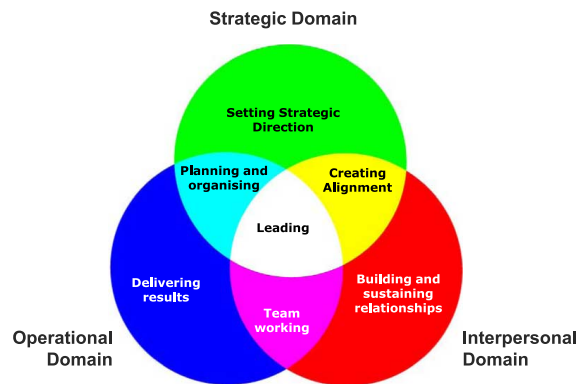 Strategic Domain
Setting Strategic
Direction
Planning and
organising
Creating
Alignment
Leading
Delivering
results
Building and
sustaining
relationships
Team
working
Operational
Domain
Interpersonal
Domain